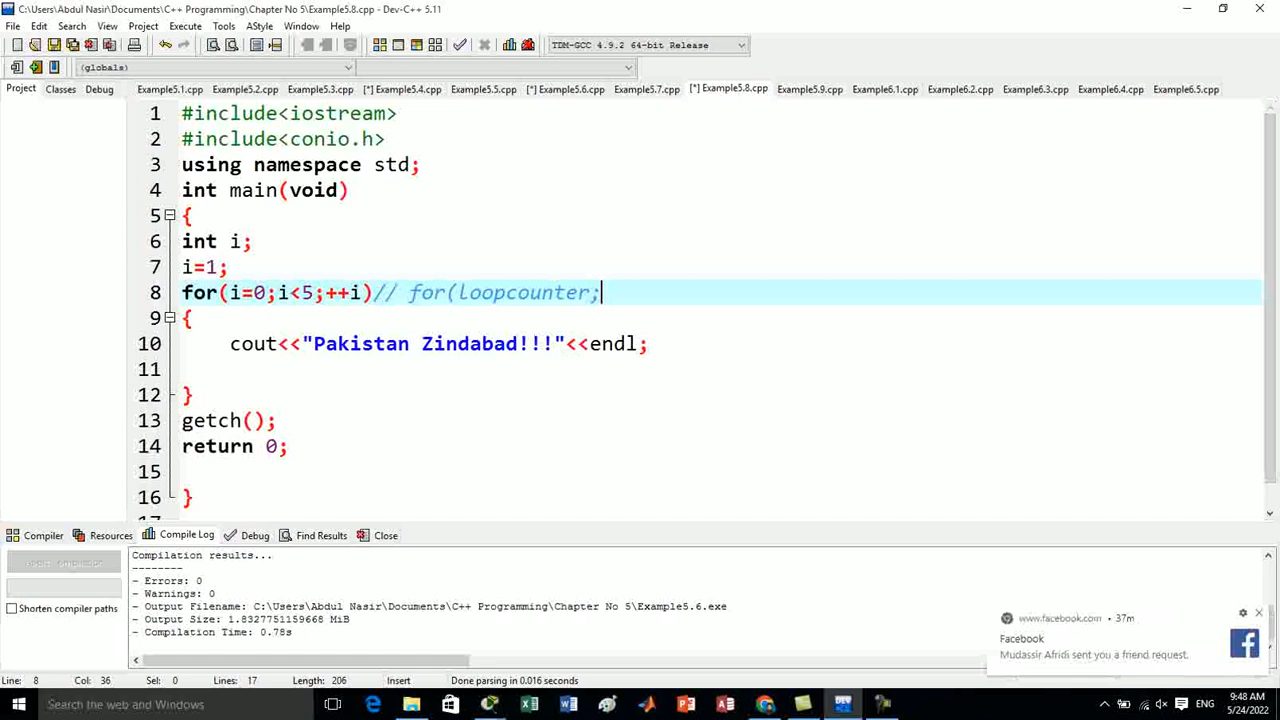 C:\Users\Abdul Nasir\Documents\C++ Programming\Chapter No 5\Example5.8.cpp - Dev-C++ 5.11
File Edit Search View Project Execute Tools AStyle Window Help
TDM-GCC 4.9.2 64-bit Release
(globals)
Project Classes Debug Example5.1.cpp Example5.2.cpp Example5.3.cpp [*] Example5.4.cpp Example5.5.cpp [*] Example5.6.cpp Example5.7.cpp [*] Example5.8.cpp Example5.9.cpp Example6.1.cpp Example6.2.cpp Example6.3.cpp Example6.4.cpp Example6.5.cpp
1 #include<iostream>
2 #include<conio.h>
3 using namespace std;
4 int main(void)
5 {
6 int i;
7 i=1;
8 for(i=0;i<5;++i)// for(loopcounter;
9 {
10 cout<<"Pakistan Zindabad!!!"<<endl;
11
12 }
13 getch();
14 return 0;
15
16 }
17
Compiler Resources Compile Log Debug Find Results Close
Compilation results...
--------
- Errors: 0
- Warnings: 0
- Output Filename: C:\Users\Abdul Nasir\Documents\C++ Programming\Chapter No 5\Example5.6.exe
- Output Size: 1.8327751159668 MiB
- Compilation Time: 0.78s
Shorten compiler paths
www.facebook.com • 37m
Facebook
Mudassir Afridi sent you a friend request.
Line: 8 Col: 36 Sel: 0 Lines: 17 Length: 206 Insert Done parsing in 0.016 seconds
Search the web and Windows
DEV
ENG
9:48 AM
5/24/2022